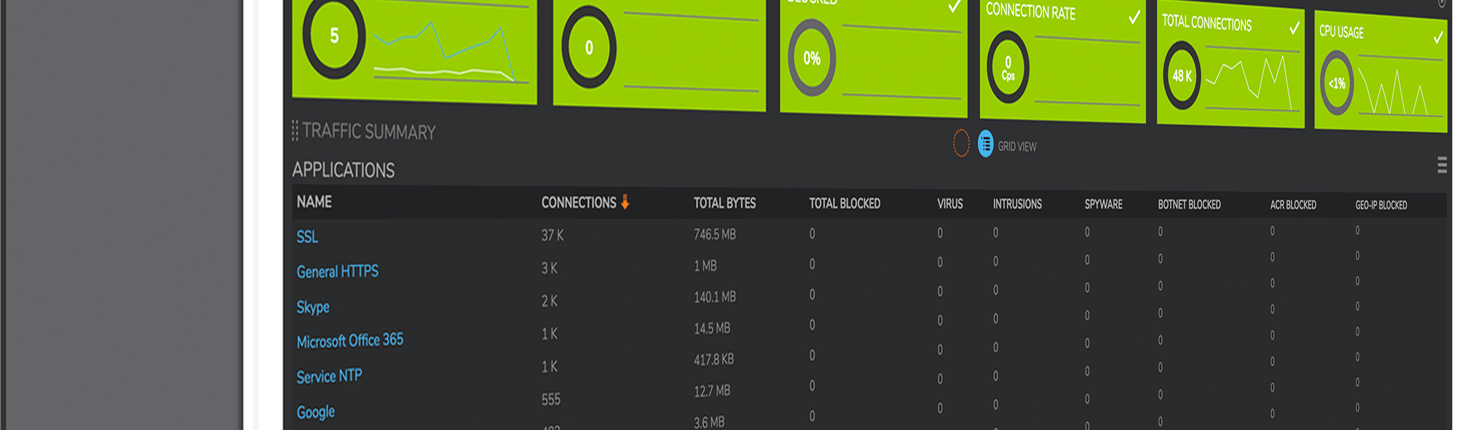 BLOCKED
CONNECTION RATE
TOTAL CONNECTIONS
CPU USAGE
5
0
0%
0
Cps
48 K
<1%
TRAFFIC SUMMARY
GRID VIEW
APPLICATIONS
NAME CONNECTIONS TOTAL BYTES TOTAL BLOCKED VIRUS INTRUSIONS SPYWARE BOTNET BLOCKED ACR BLOCKED GEO-IP BLOCKED
SSL 37 K 746.5 MB 0 0 0 0 0 0 0
General HTTPS 3 K 1 MB 0 0 0 0 0 0 0
Skype 2 K 140.1 MB 0 0 0 0 0 0 0
Microsoft Office 365 1 K 14.5 MB 0 0 0 0 0 0 0
Service NTP 1 K 417.8 KB 0 0 0 0 0 0 0
Google 555 12.7 MB 0 0 0 0 0 0 0
3.6 MB 0 0 0 0 0 0 0